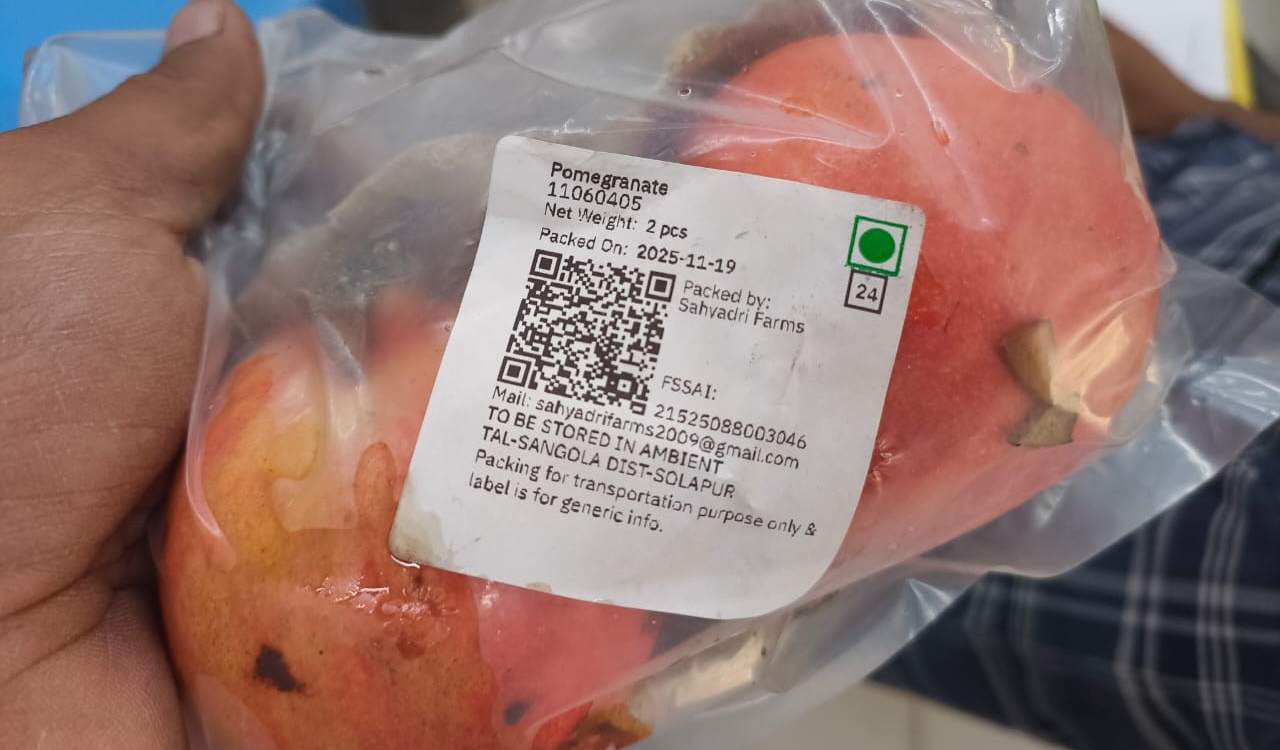 Pomegranate
11060405
Net Weight: 2 pcs
Packed On: 2025-11-19
24
Packed by:
Sahyadri Farms
FSSAI:
21525088003046
Mail: sahyadrifarms2009@gmail.com
TO BE STORED IN AMBIENT
TAL-SANGOLA DIST-SOLAPUR
Packing for transportation purpose only &
label is for generic info.